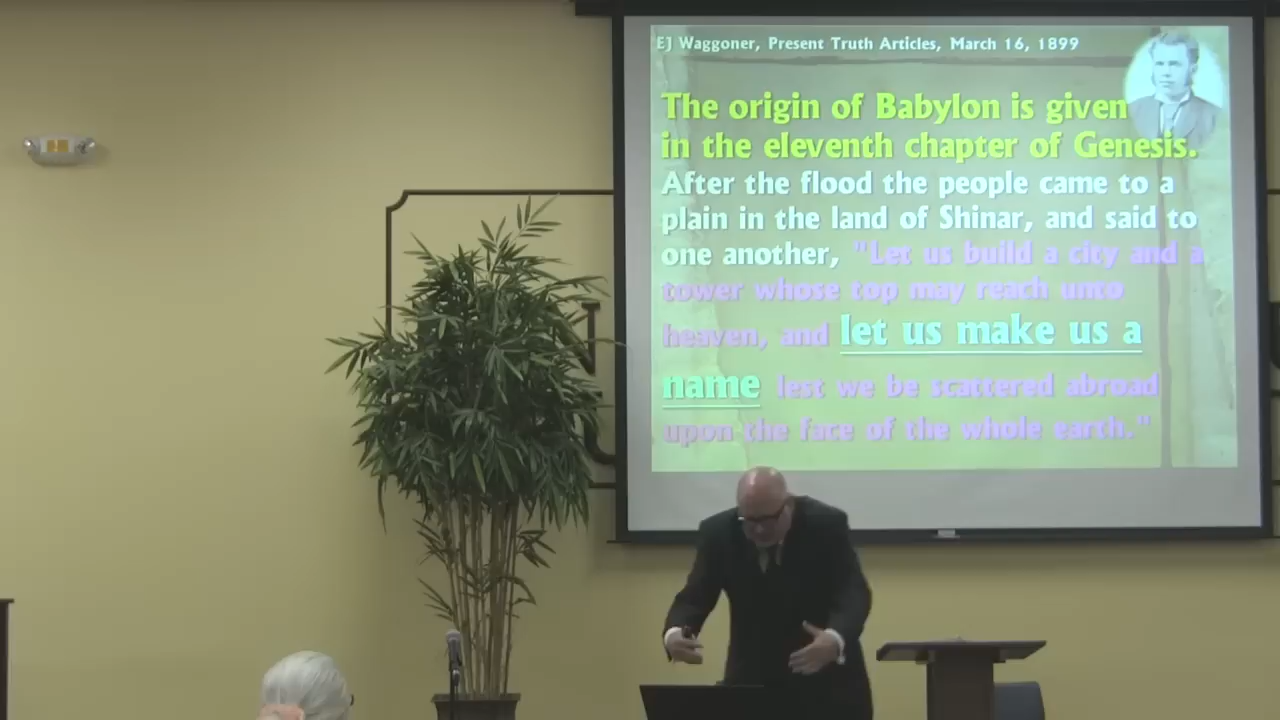 EJ Waggoner, Present Truth Articles, March 16, 1899
The origin of Babylon is given
in the eleventh chapter of Genesis.
After the flood the people came to a
plain in the land of Shinar, and said to
one another, "Let us build a city and a
tower whose top may reach unto
heaven, and let us make us a
name lest we be scattered abroad
upon the face of the whole earth."